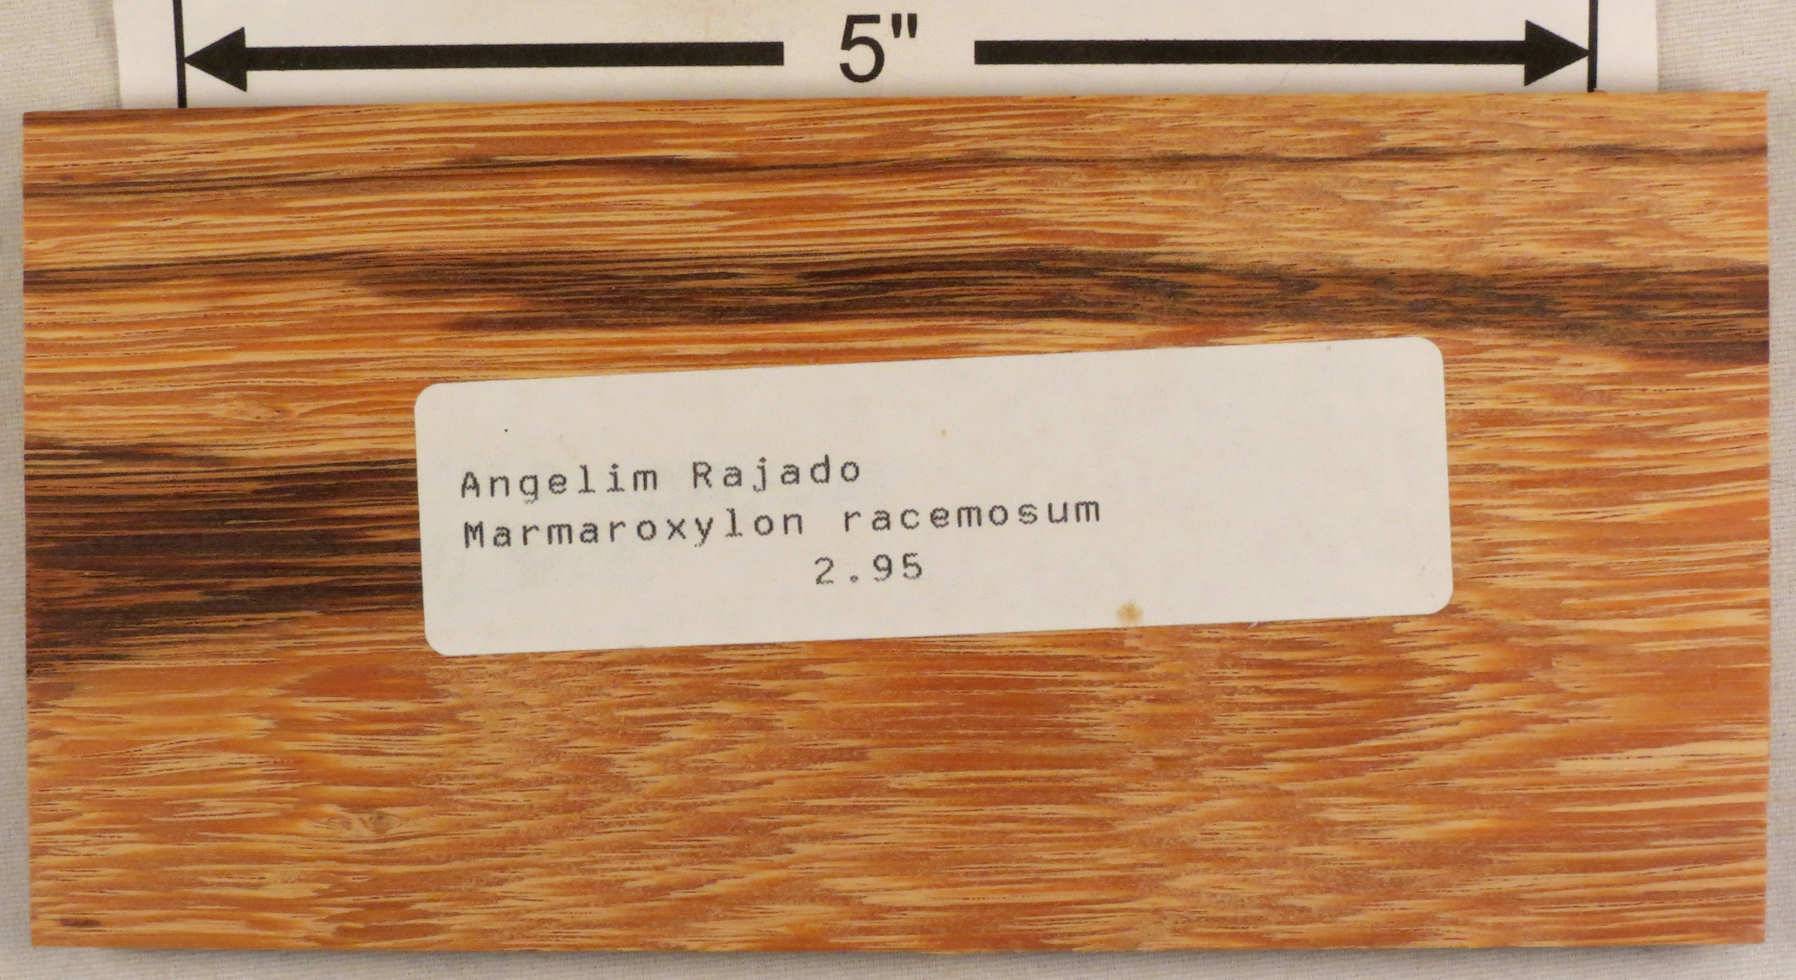 5"
Angelim Rajado
Marmaroxylon racemosum
2.95